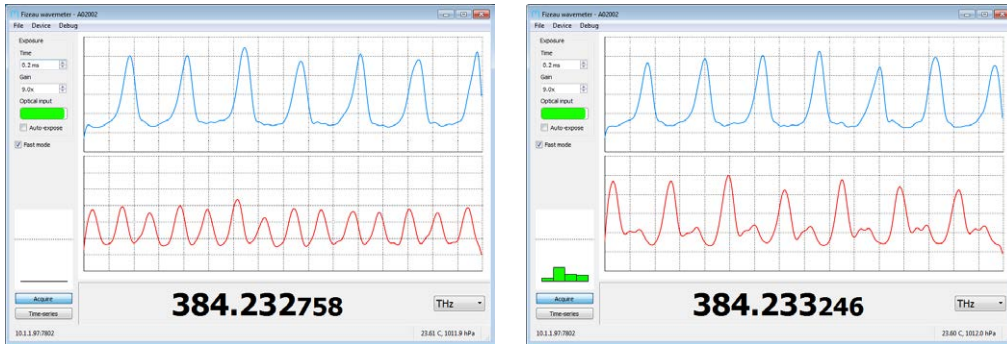 Fizeau wavemeter - A02002
File Device Debug
Exposure
Time
0.2 ms
Gain
9.0x
Optical input
Auto-expose
Fast mode
Acquire
Time-series
384.232758
THz
10.1.1.97:7802
23.61 C, 1011.9 hPa
Fizeau wavemeter - A02002
File Device Debug
Exposure
Time
0.2 ms
Gain
9.0x
Optical input
Auto-expose
Fast mode
Acquire
Time-series
384.233246
THz
10.1.1.97:7802
23.60 C, 1012.0 hPa